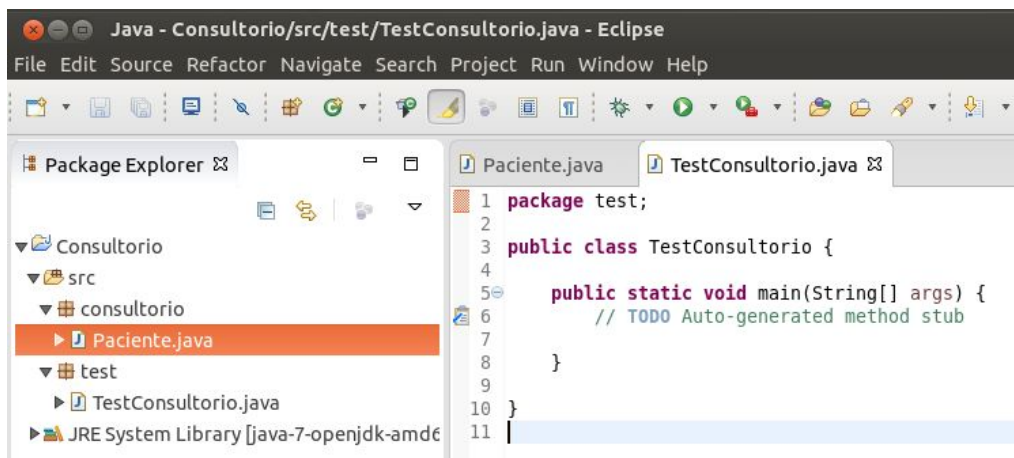 Java - Consultorio/src/test/TestConsultorio.java - Eclipse
File Edit Source Refactor Navigate Search Project Run Window Help
Package Explorer
Consultorio
src
consultorio
Paciente.java
test
TestConsultorio.java
JRE System Library [java-7-openjdk-amd6
Paciente.java TestConsultorio.java
1 package test;
2
3 public class TestConsultorio {
4
5 public static void main(String[] args) {
6 // TODO Auto-generated method stub
7
8 }
9
10 }
11